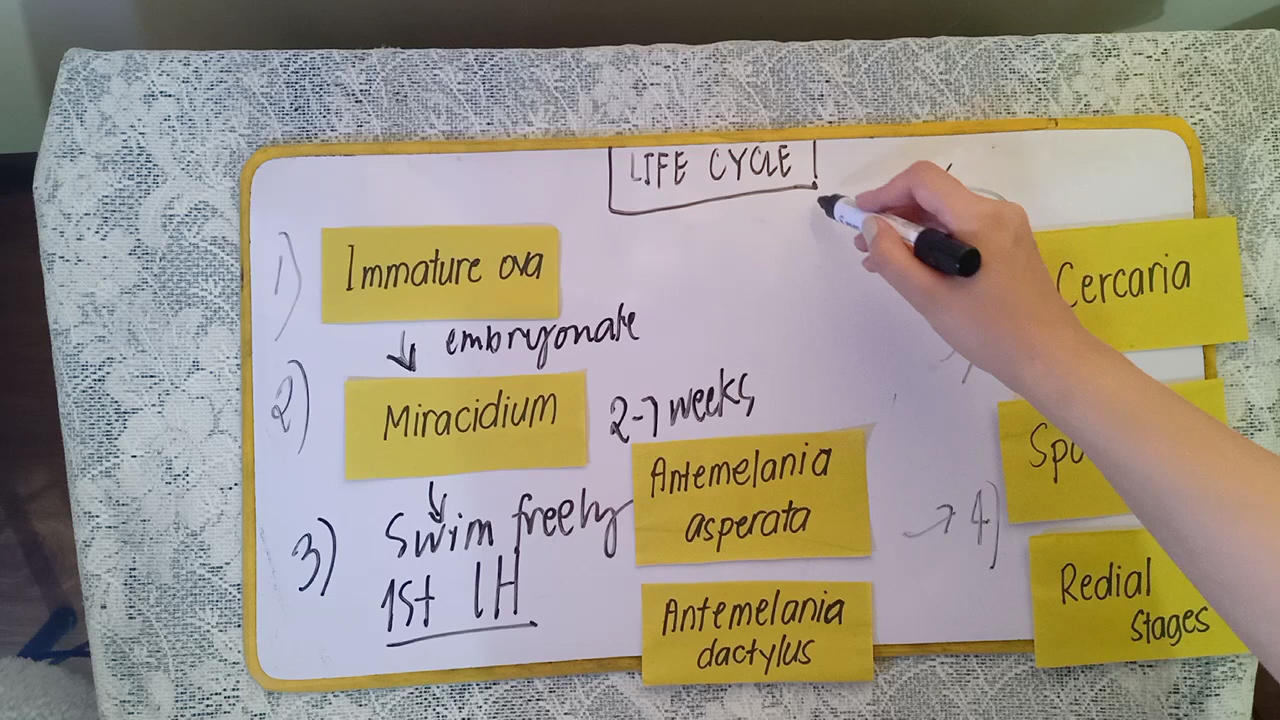 LIFE CYCLE
1)
Immature ova
embryonate
2)
Miracidium
2-7 weeks
3)
Swim freely
1st IH
Antemelania
asperata
Antemelania
dactylus
Cercaria
4)
Redial
Stages